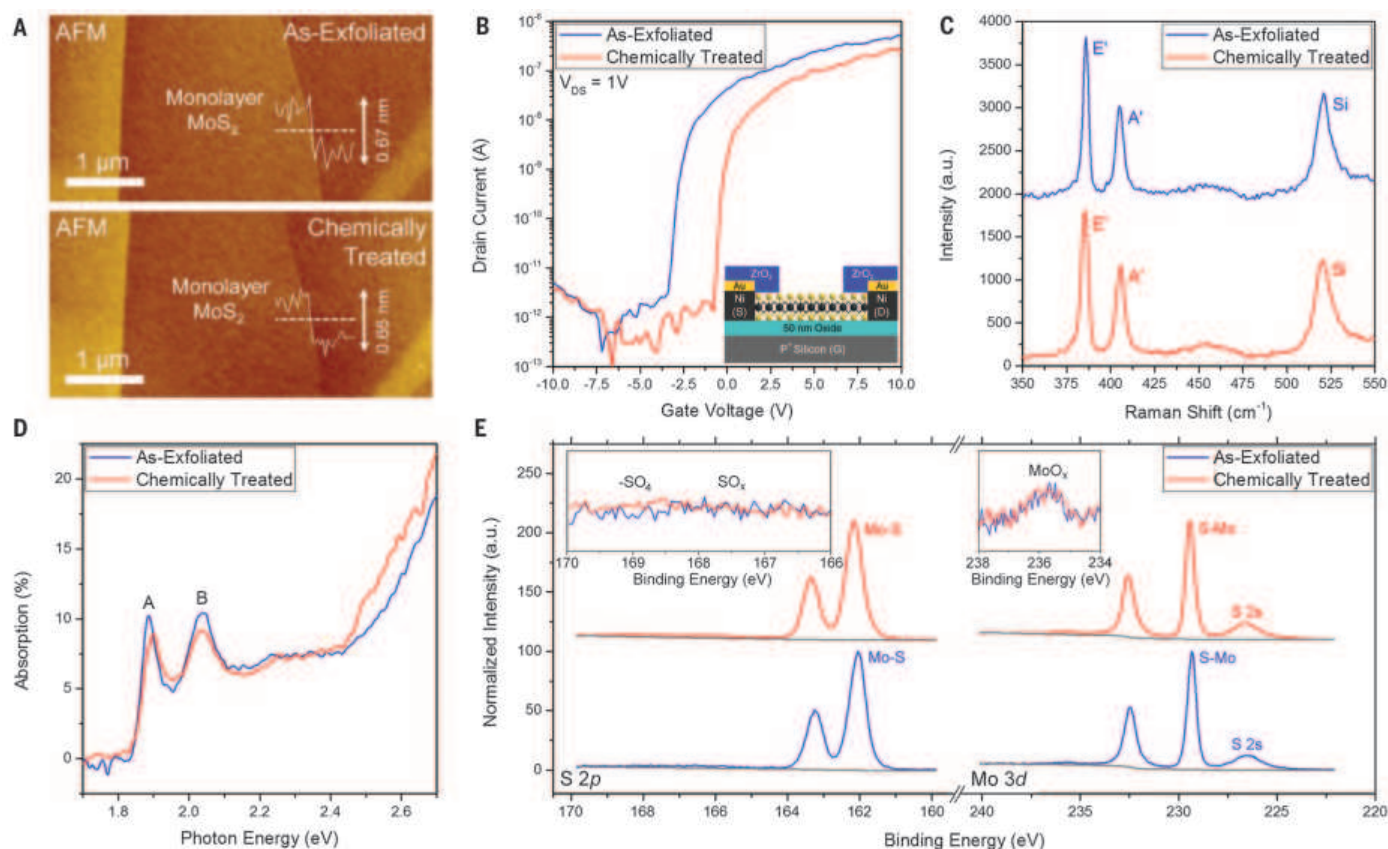 A
AFM
As-Exfoliated
Monolayer
MoS₂
0.67 nm
1 µm
AFM
Chemically
Treated
Monolayer
MoS₂
0.65 nm
1 µm
B
As-Exfoliated
Chemically Treated
V_DS = 1V
Drain Current (A)
10⁻⁶
10⁻⁷
10⁻⁸
10⁻⁹
10⁻¹⁰
10⁻¹¹
10⁻¹²
10⁻¹³
ZrO₂
ZrO₂
Au
Au
Ni
Ni
(S)
(D)
50 nm Oxide
P⁺ Silicon (G)
-10.0 -7.5 -5.0 -2.5 0.0 2.5 5.0 7.5 10.0
Gate Voltage (V)
C
As-Exfoliated
Chemically Treated
Intensity (a.u.)
4000
3500
3000
2500
2000
1500
1000
500
0
E'
A'
Si
E'
A'
Si
350 375 400 425 450 475 500 525 550
Raman Shift (cm⁻¹)
D
As-Exfoliated
Chemically Treated
Absorption (%)
20
15
10
5
0
A
B
1.8 2.0 2.2 2.4 2.6
Photon Energy (eV)
E
Normalized Intensity (a.u.)
250
200
150
100
50
0
-SO₄
SOₓ
170 169 168 167 166
Binding Energy (eV)
Mo-S
Mo-S
S 2p
MoOₓ
238 236 234
Binding Energy (eV)
As-Exfoliated
Chemically Treated
S-Mo
S 2s
S-Mo
S 2s
Mo 3d
170 168 166 164 162 160 240 235 230 225 220
Binding Energy (eV)